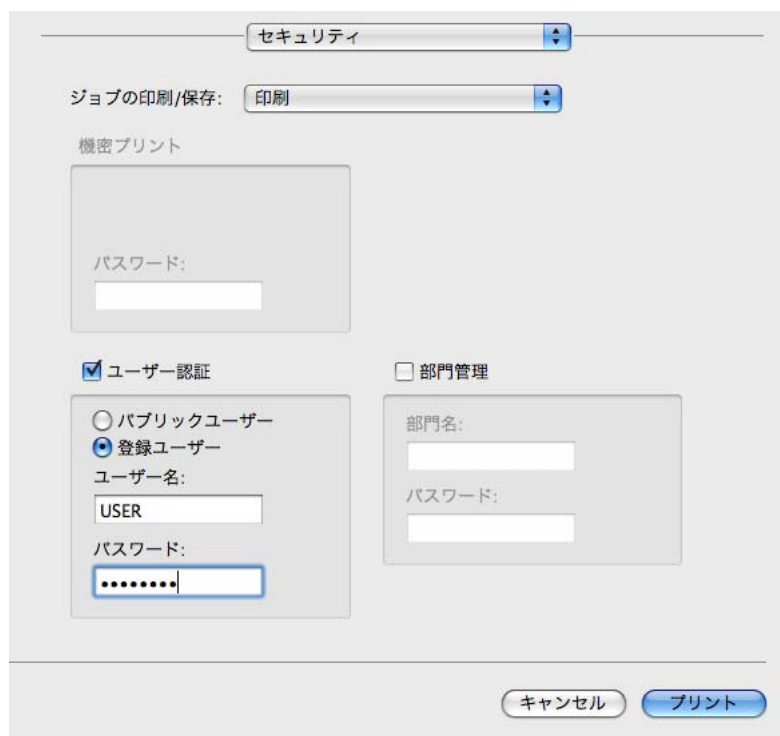 セキュリティ
ジョブの印刷/保存: 印刷
機密プリント
パスワード:
ユーザー認証
パブリックユーザー
登録ユーザー
ユーザー名:
USER
パスワード:
••••••••
部門管理
部門名:
パスワード:
キャンセル プリント